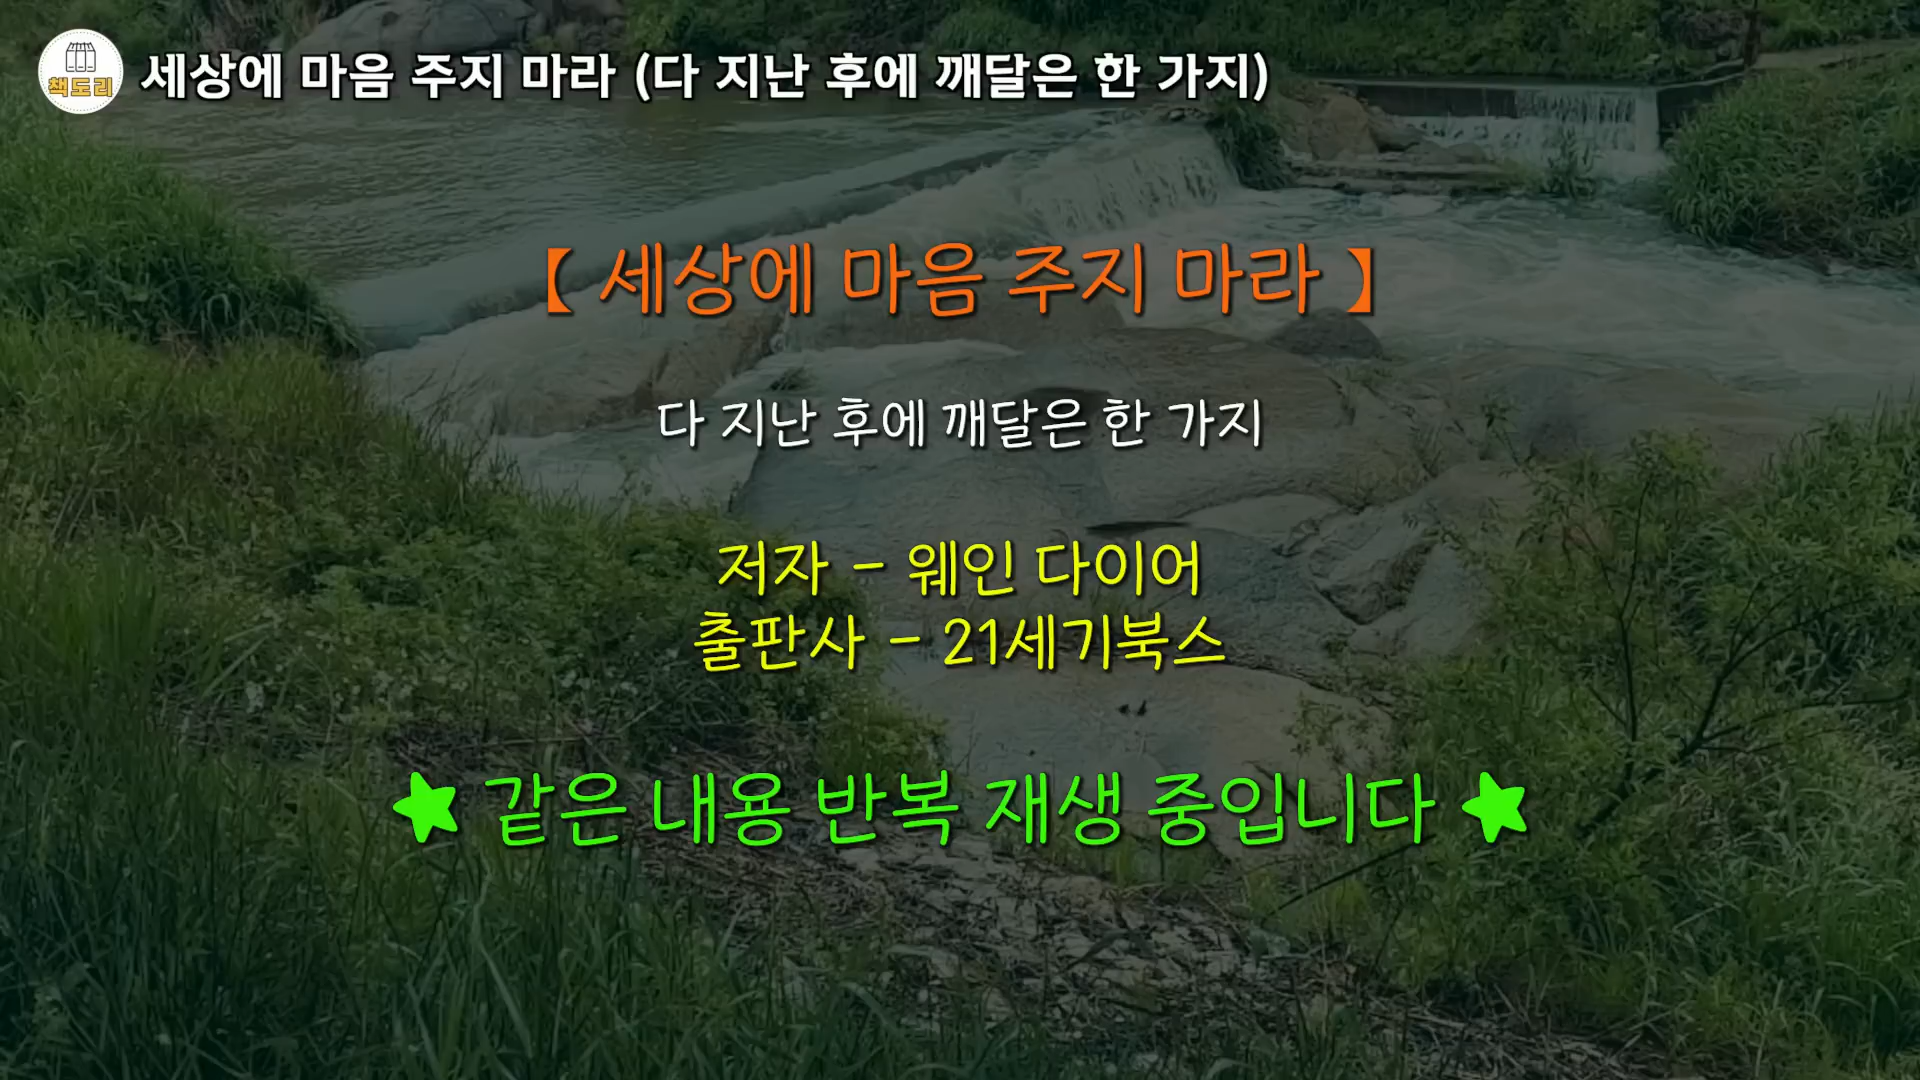 책도리
세상에 마음 주지 마라 (다 지난 후에 깨달은 한 가지)
【 세상에 마음 주지 마라 】
다 지난 후에 깨달은 한 가지
저자 - 웨인 다이어
출판사 - 21세기북스
★ 같은 내용 반복 재생 중입니다 ★